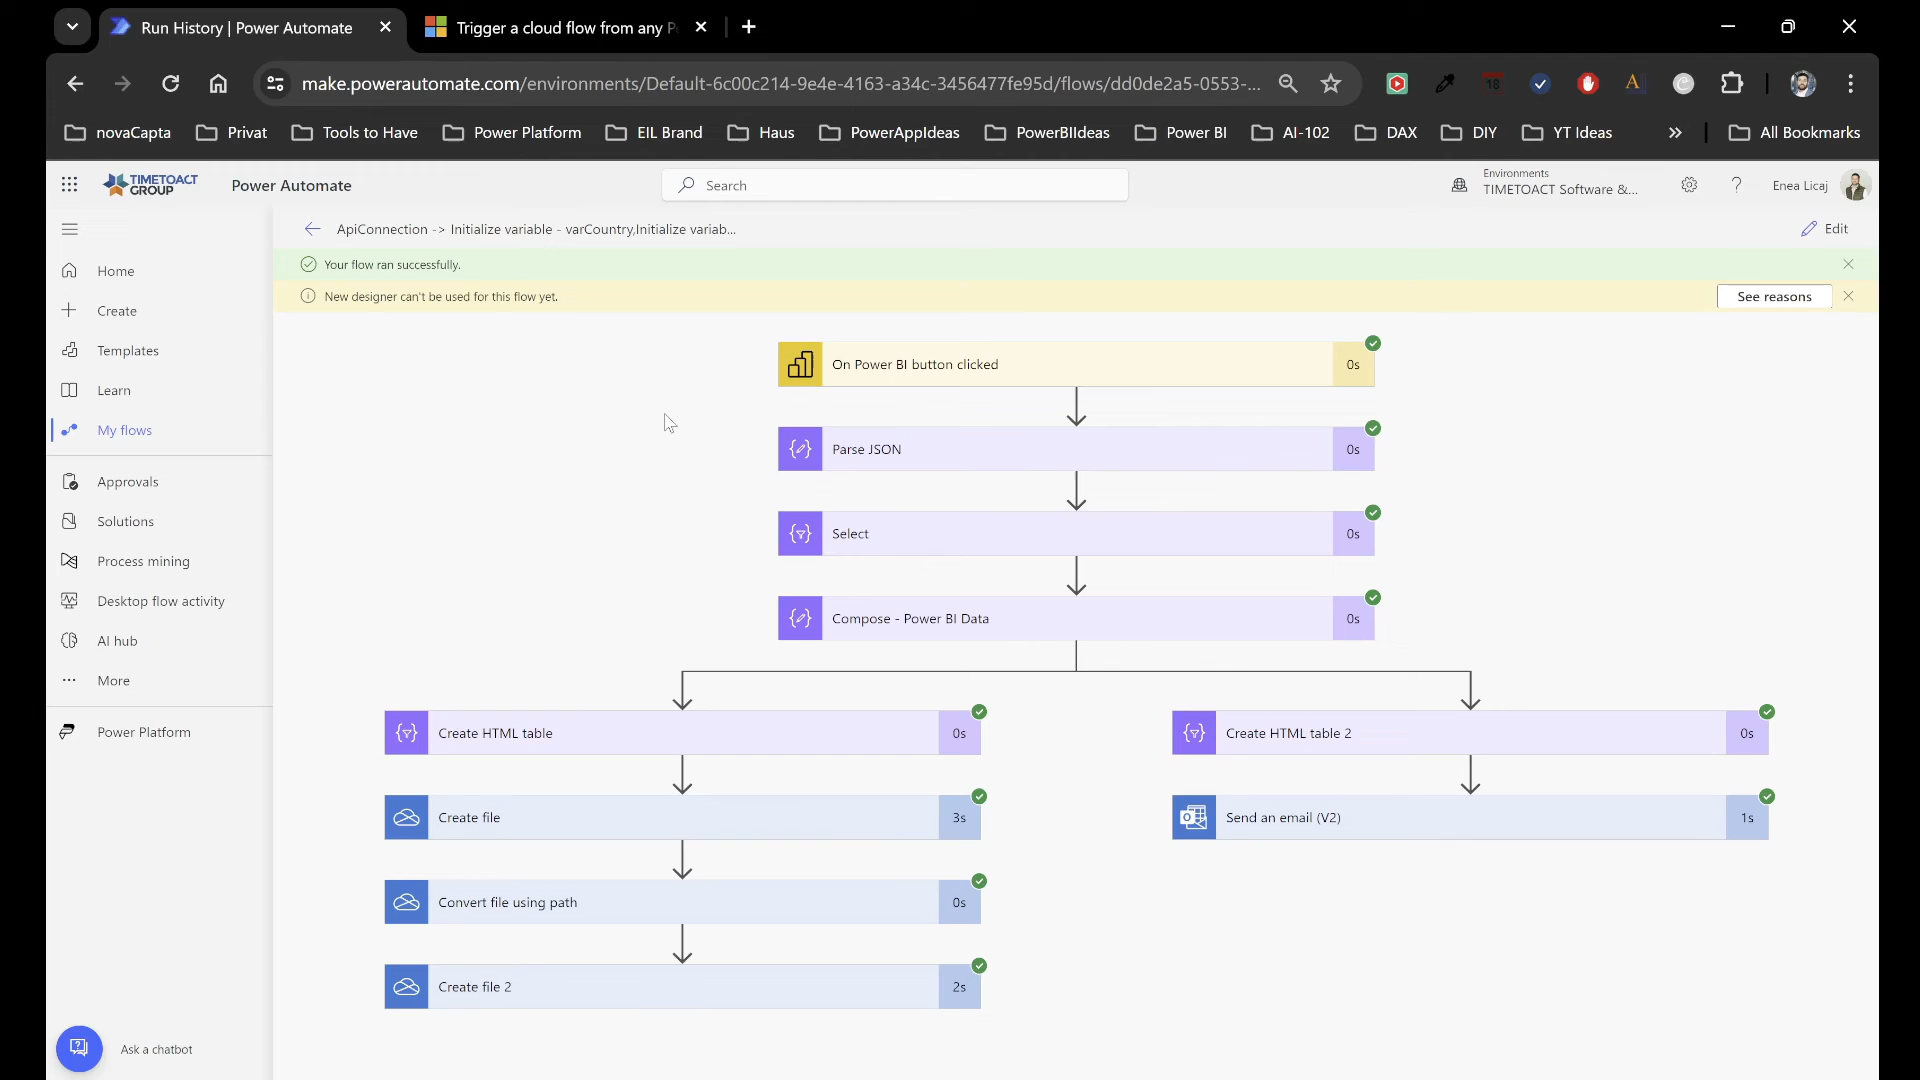 Run History | Power Automate
Trigger a cloud flow from any P
make.powerautomate.com/environments/Default-6c00c214-9e4e-4163-a34c-3456477fe95d/flows/dd0de2a5-0553-...
18
novaCapta
Privat
Tools to Have
Power Platform
EIL Brand
Haus
PowerAppIdeas
PowerBIIdeas
Power BI
AI-102
DAX
DIY
YT Ideas
»
All Bookmarks
TIMETOACT
GROUP
Power Automate
Search
Environments
TIMETOACT Software &...
Enea Licaj
ApiConnection -> Initialize variable - varCountry,Initialize variab...
Edit
Your flow ran successfully.
New designer can't be used for this flow yet.
See reasons
Home
Create
Templates
Learn
My flows
Approvals
Solutions
Process mining
Desktop flow activity
AI hub
More
Power Platform
Ask a chatbot
On Power BI button clicked
0s
Parse JSON
0s
Select
0s
Compose - Power BI Data
0s
Create HTML table
0s
Create HTML table 2
0s
Create file
3s
Send an email (V2)
1s
Convert file using path
0s
Create file 2
2s